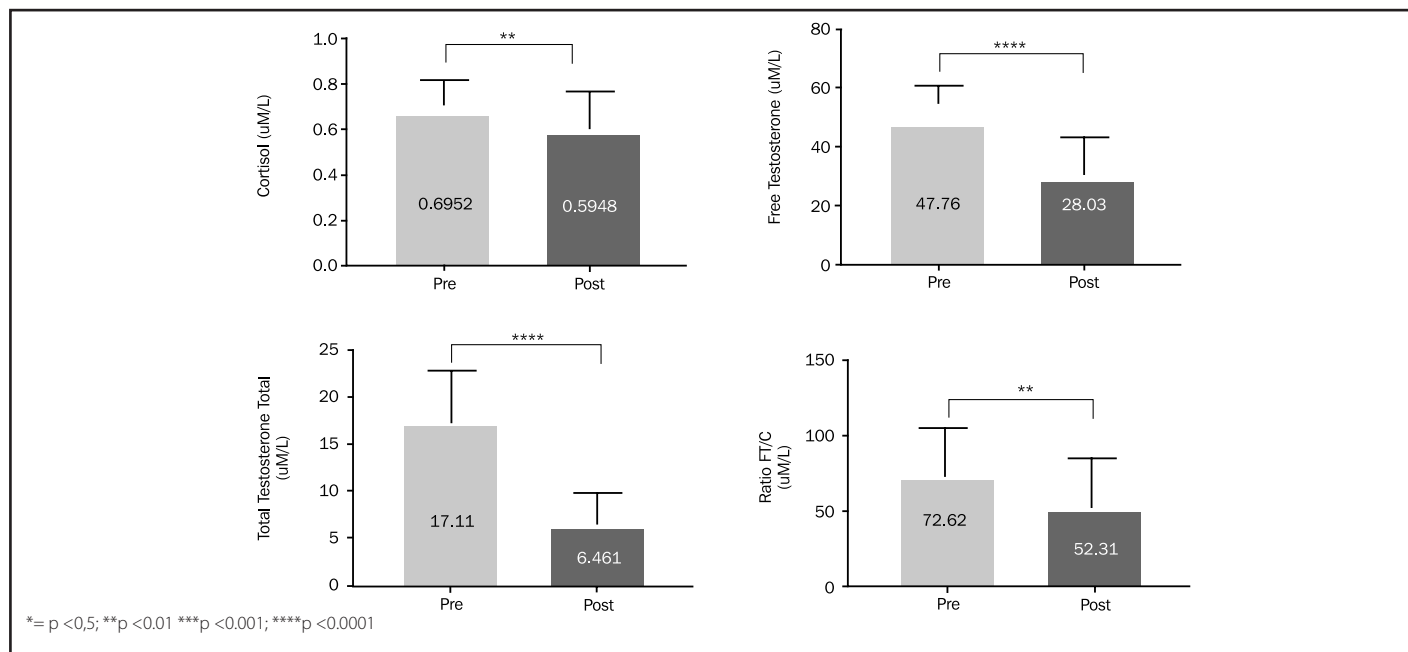 Cortisol (uM/L)
1.0
0.8
0.6
0.4
0.2
0.0
**
0.6952
0.5948
Pre
Post
Free Testosterone (uM/L)
80
60
40
20
0
****
47.76
28.03
Pre
Post
Total Testosterone Total
(uM/L)
25
20
15
10
5
0
****
17.11
6.461
Pre
Post
Ratio FT/C
(uM/L)
150
100
50
0
**
72.62
52.31
Pre
Post
*= p <0,5; **p <0.01 ***p <0.001; ****p <0.0001